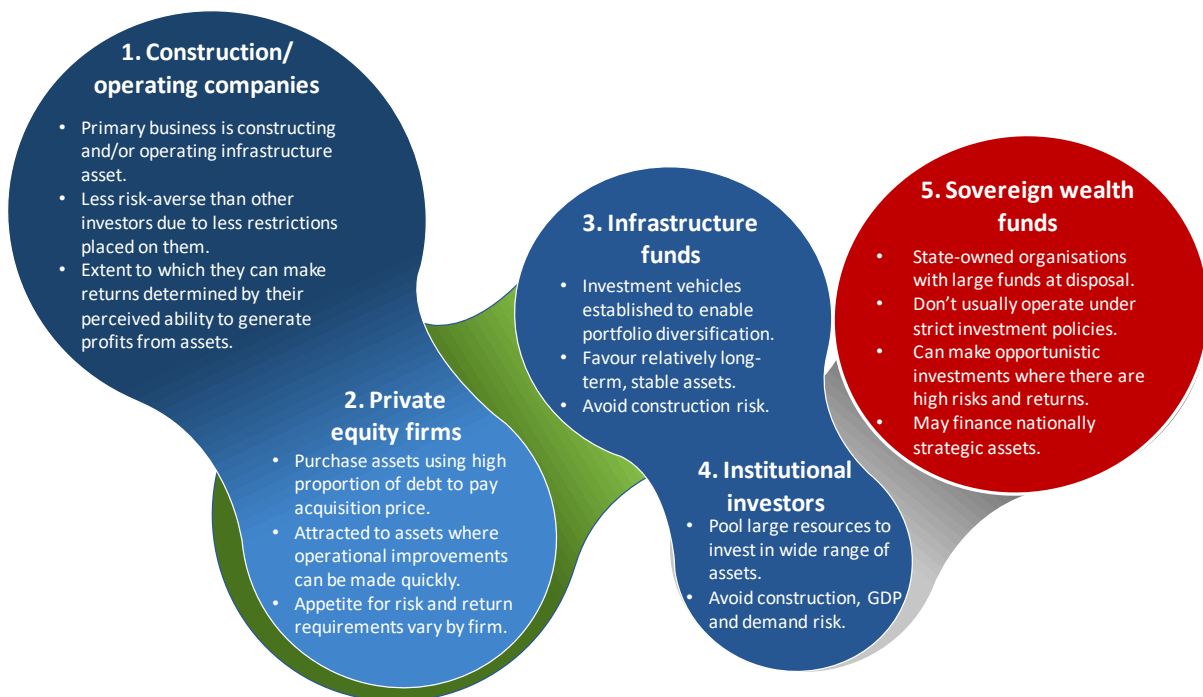 1. Construction/
operating companies
• Primary business is constructing
and/or operating infrastructure
asset.
• Less risk-averse than other
investors due to less restrictions
placed on them.
• Extent to which they can make
returns determined by their
perceived ability to generate
profits from assets.
2. Private
equity firms
• Purchase assets using high
proportion of debt to pay
acquisition price.
• Attracted to assets where
operational improvements
can be made quickly.
• Appetite for risk and return
requirements vary by firm.
3. Infrastructure
funds
• Investment vehicles
established to enable
portfolio diversification.
• Favour relatively long-
term, stable assets.
• Avoid construction risk.
4. Institutional
investors
• Pool large resources to
invest in wide range of
assets.
• Avoid construction, GDP
and demand risk.
5. Sovereign wealth
funds
• State-owned organisations
with large funds at disposal.
• Don’t usually operate under
strict investment policies.
• Can make opportunistic
investments where there are
high risks and returns.
• May finance nationally
strategic assets.